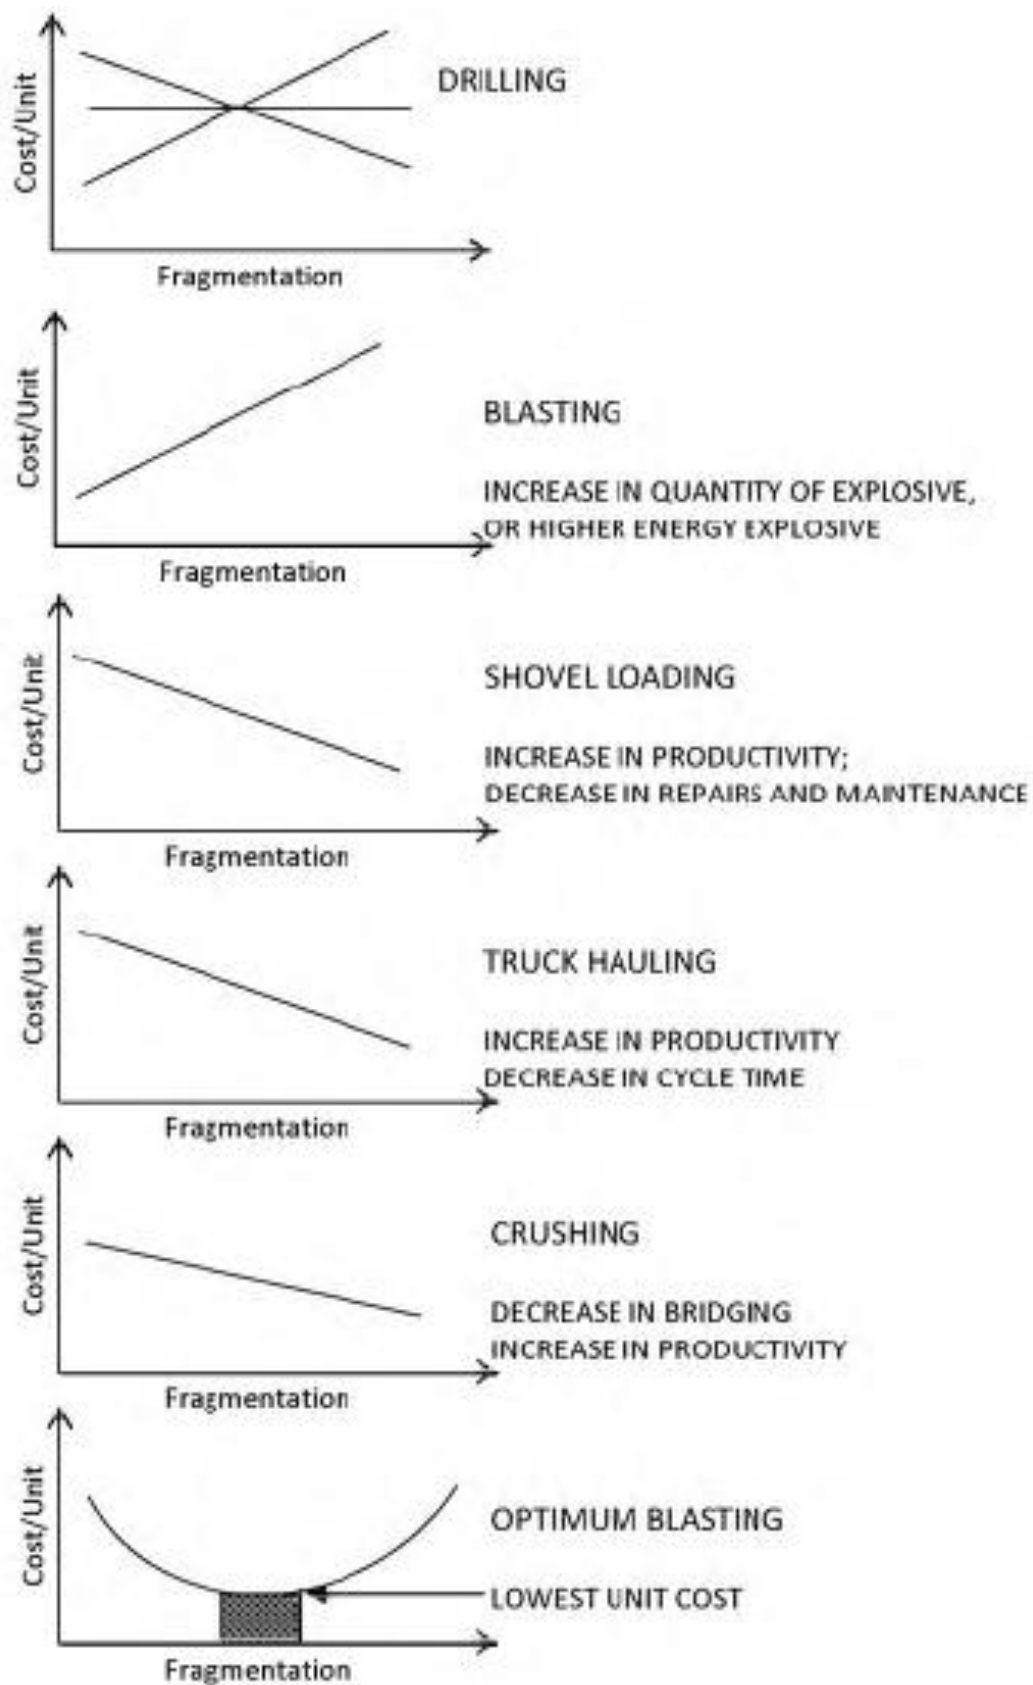 Cost/Unit
DRILLING
Fragmentation
Cost/Unit
BLASTING
INCREASE IN QUANTITY OF EXPLOSIVE,
OR HIGHER ENERGY EXPLOSIVE
Fragmentation
Cost/Unit
SHOVEL LOADING
INCREASE IN PRODUCTIVITY;
DECREASE IN REPAIRS AND MAINTENANCE
Fragmentation
Cost/Unit
TRUCK HAULING
INCREASE IN PRODUCTIVITY
DECREASE IN CYCLE TIME
Fragmentation
Cost/Unit
CRUSHING
DECREASE IN BRIDGING
INCREASE IN PRODUCTIVITY
Fragmentation
Cost/Unit
OPTIMUM BLASTING
LOWEST UNIT COST
Fragmentation